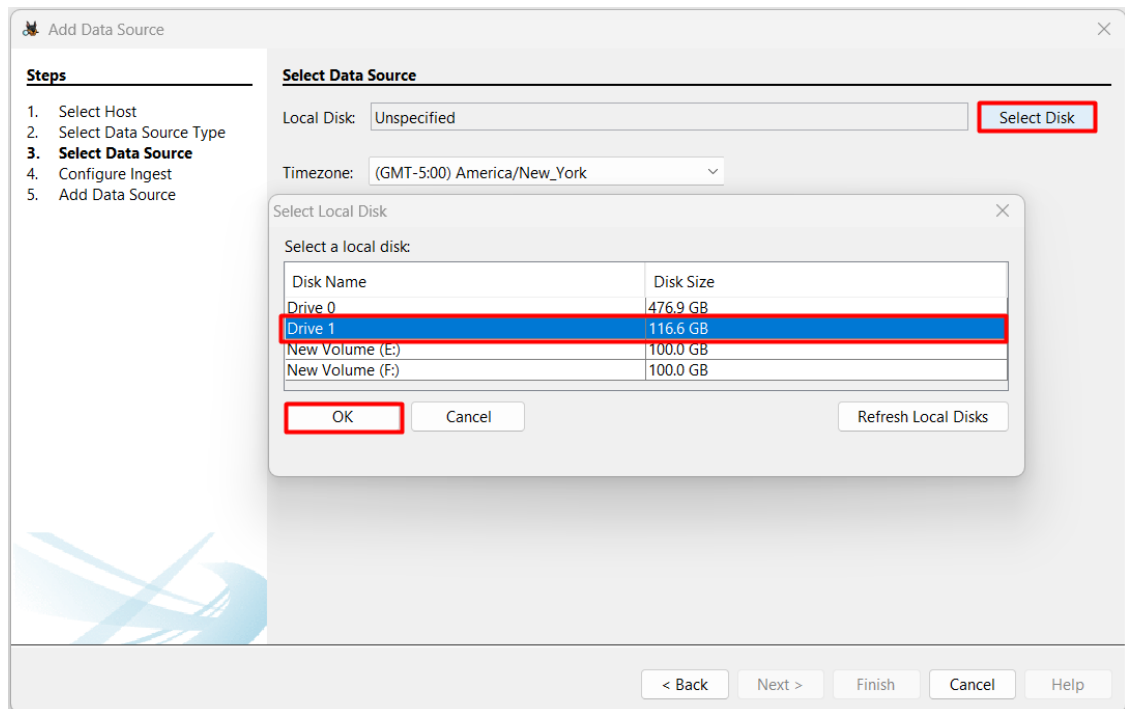 Add Data Source
Steps
1. Select Host
2. Select Data Source Type
3. Select Data Source
4. Configure Ingest
5. Add Data Source
Select Data Source
Local Disk: Unspecified Select Disk
Timezone: (GMT-5:00) America/New_York
Select Local Disk
Select a local disk:
Disk Name Disk Size
Drive 0 476.9 GB
Drive 1 116.6 GB
New Volume (E:) 100.0 GB
New Volume (F:) 100.0 GB
OK Cancel Refresh Local Disks
< Back Next > Finish Cancel Help